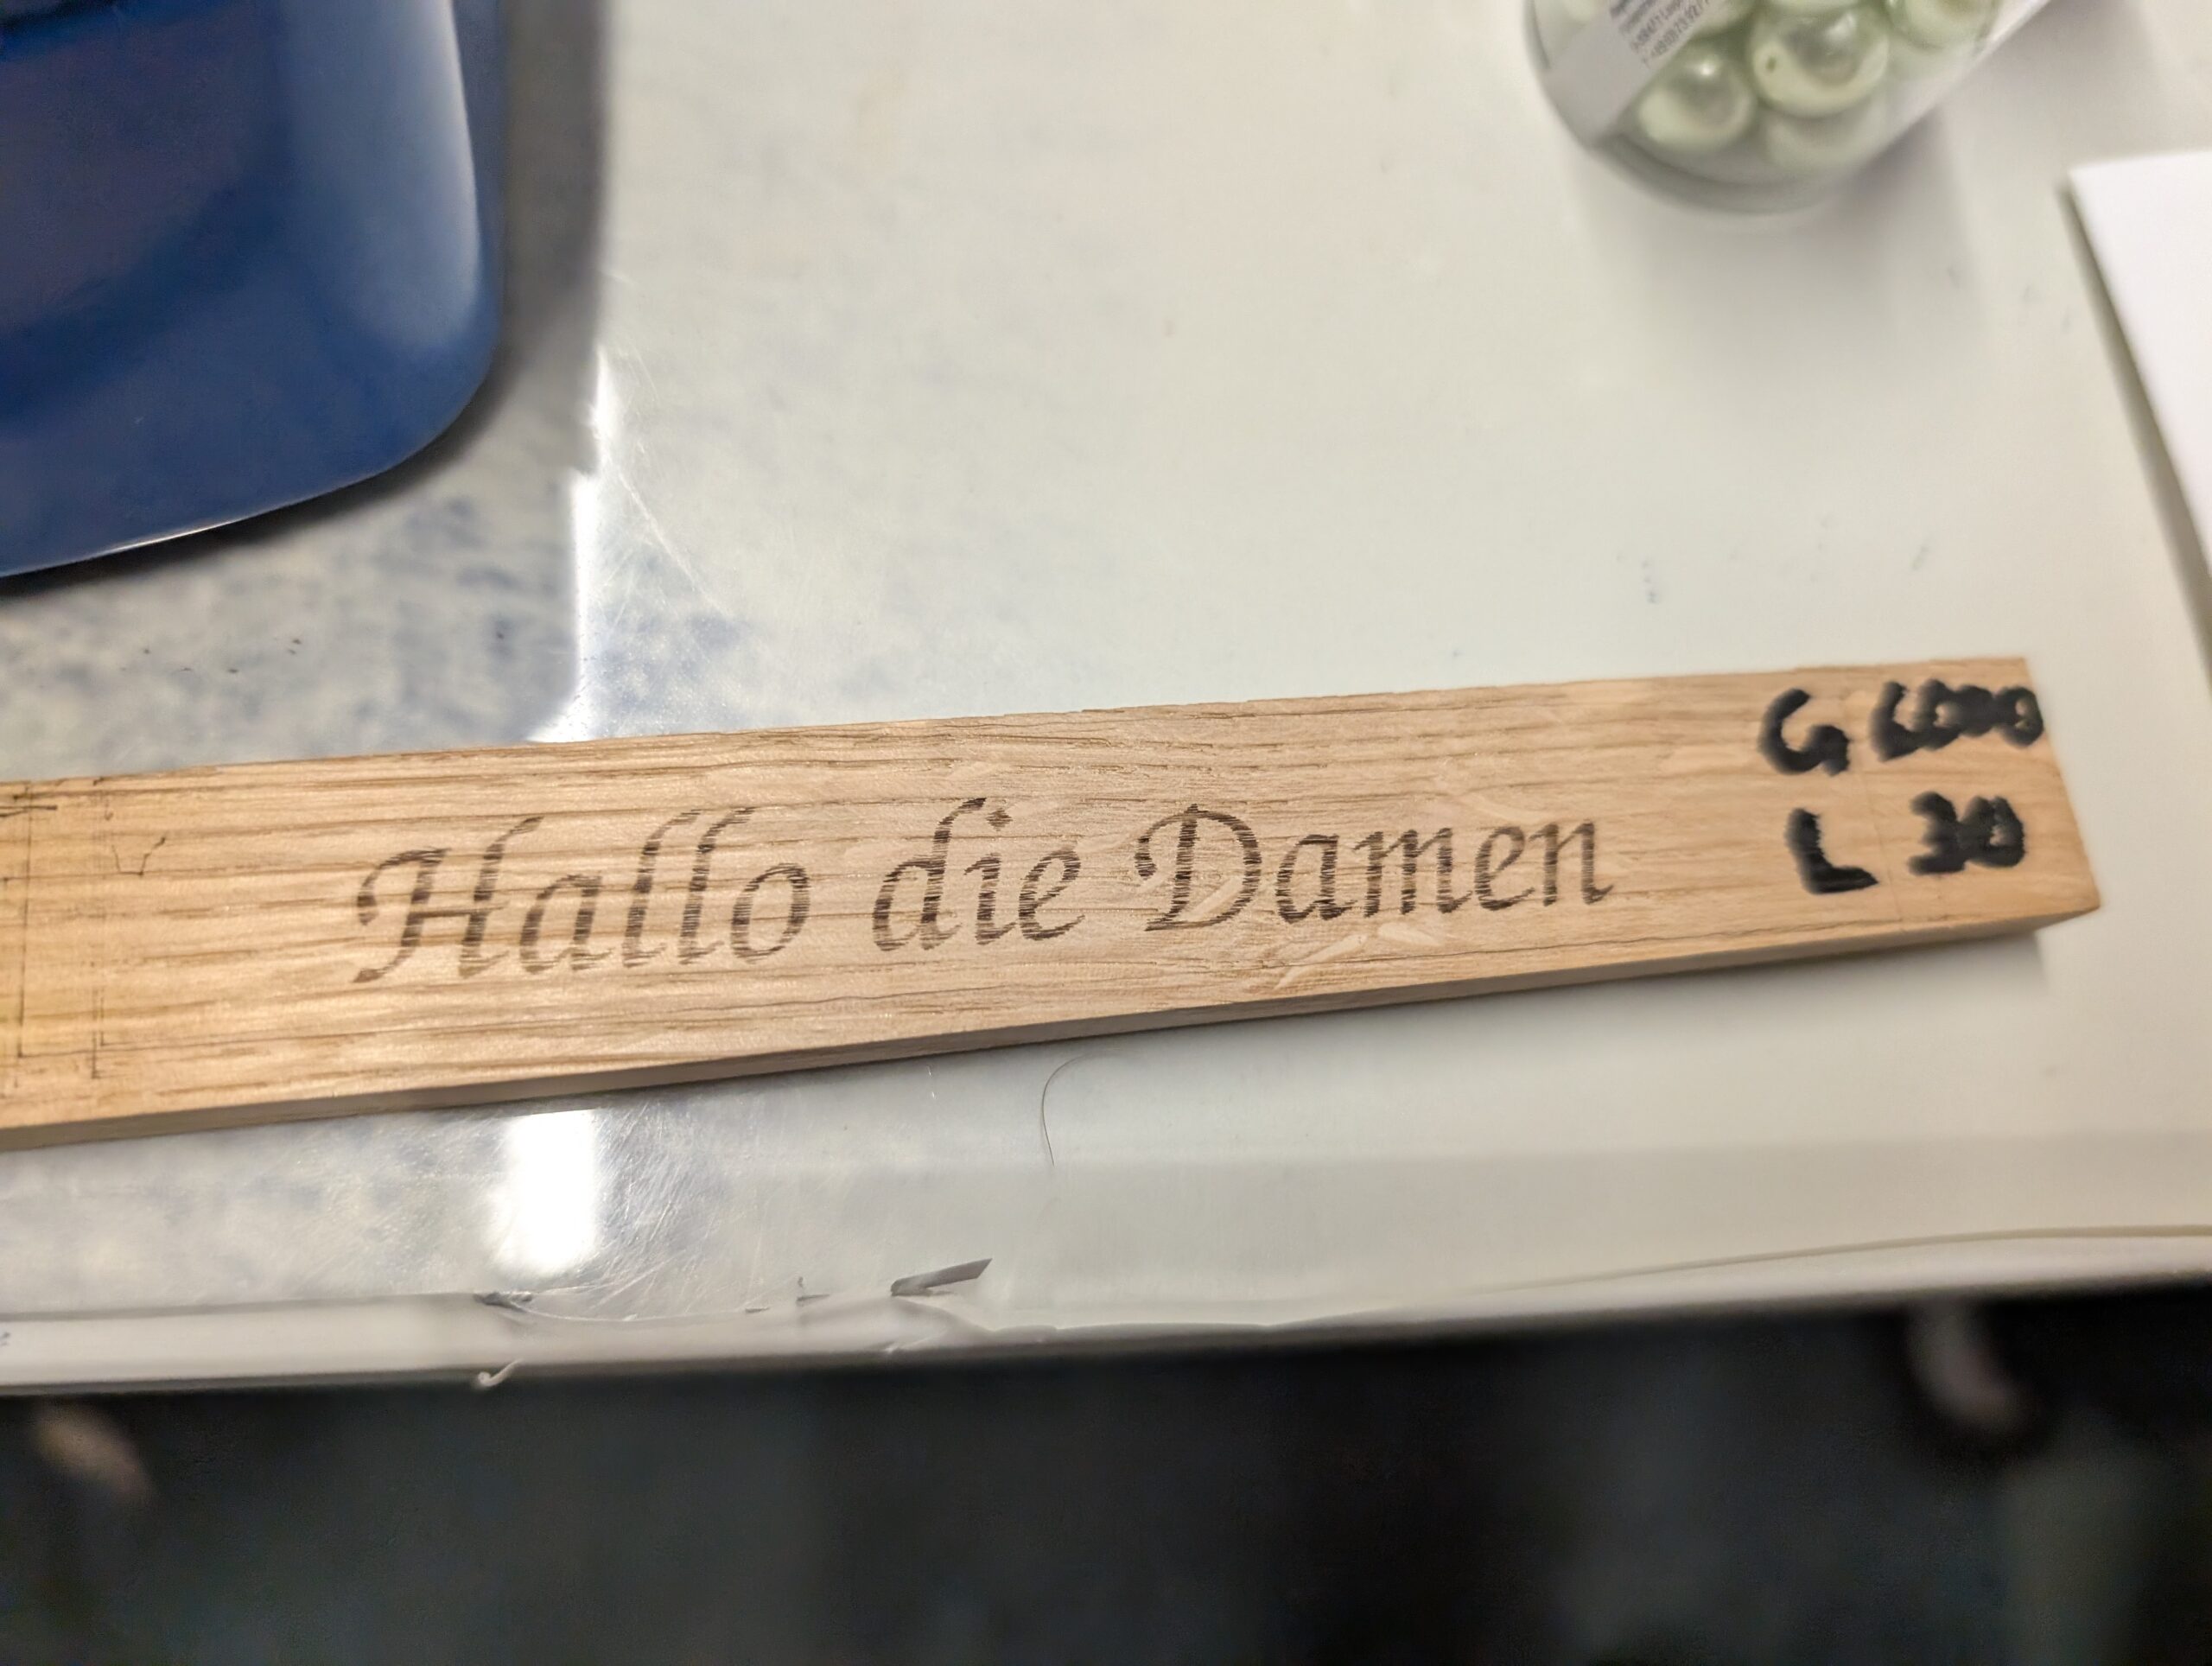 Hallo die Damen
G 6000
L 30